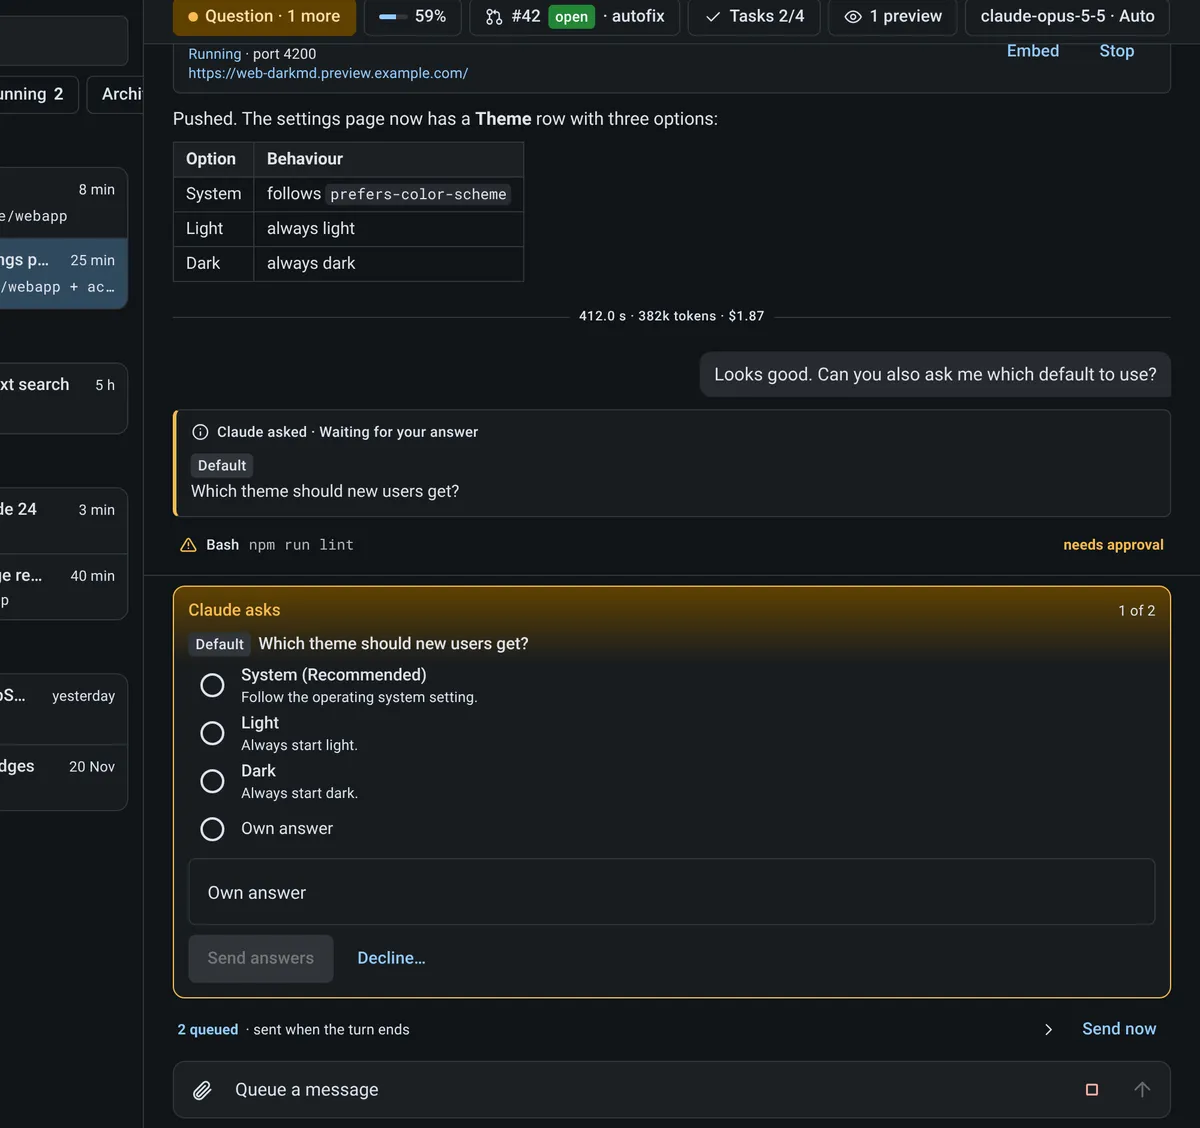 Question · 1 more
59%
#42 open · autofix
Tasks 2/4
1 preview
claude-opus-5-5 · Auto
unning 2
Archi
8 min
e/webapp
ngs p… 25 min
/webapp + ac…
xt search 5 h
de 24 3 min
ge re… 40 min
p
oS… yesterday
dges 20 Nov
Running · port 4200
https://web-darkmd.preview.example.com/
Embed
Stop
Pushed. The settings page now has a Theme row with three options:
Option Behaviour
System follows prefers-color-scheme
Light always light
Dark always dark
412.0 s · 382k tokens · $1.87
Looks good. Can you also ask me which default to use?
Claude asked · Waiting for your answer
Default
Which theme should new users get?
Bash npm run lint
needs approval
Claude asks
1 of 2
Default Which theme should new users get?
System (Recommended)
Follow the operating system setting.
Light
Always start light.
Dark
Always start dark.
Own answer
Own answer
Send answers
Decline…
2 queued · sent when the turn ends
Send now
Queue a message